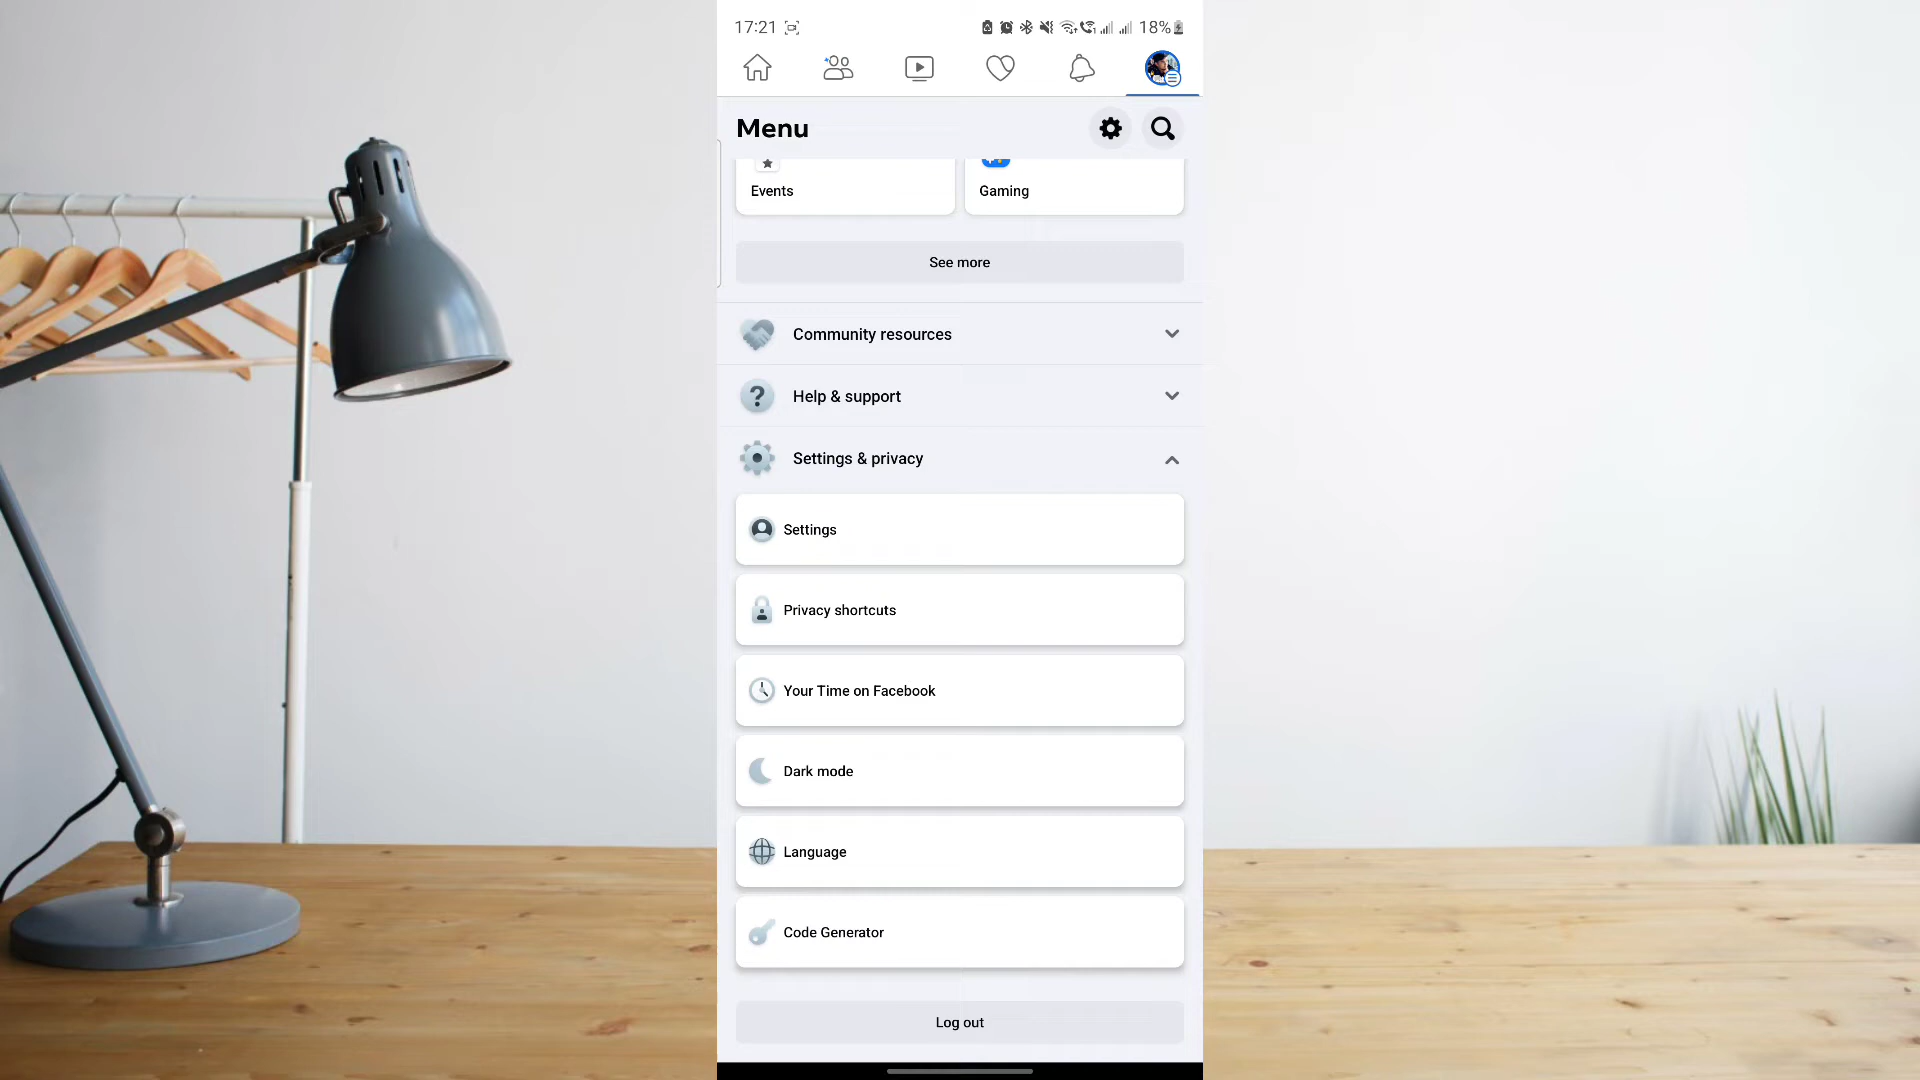 17:21 18%
Menu
Events Gaming
See more
Community resources
Help & support
Settings & privacy
Settings
Privacy shortcuts
Your Time on Facebook
Dark mode
Language
Code Generator
Log out